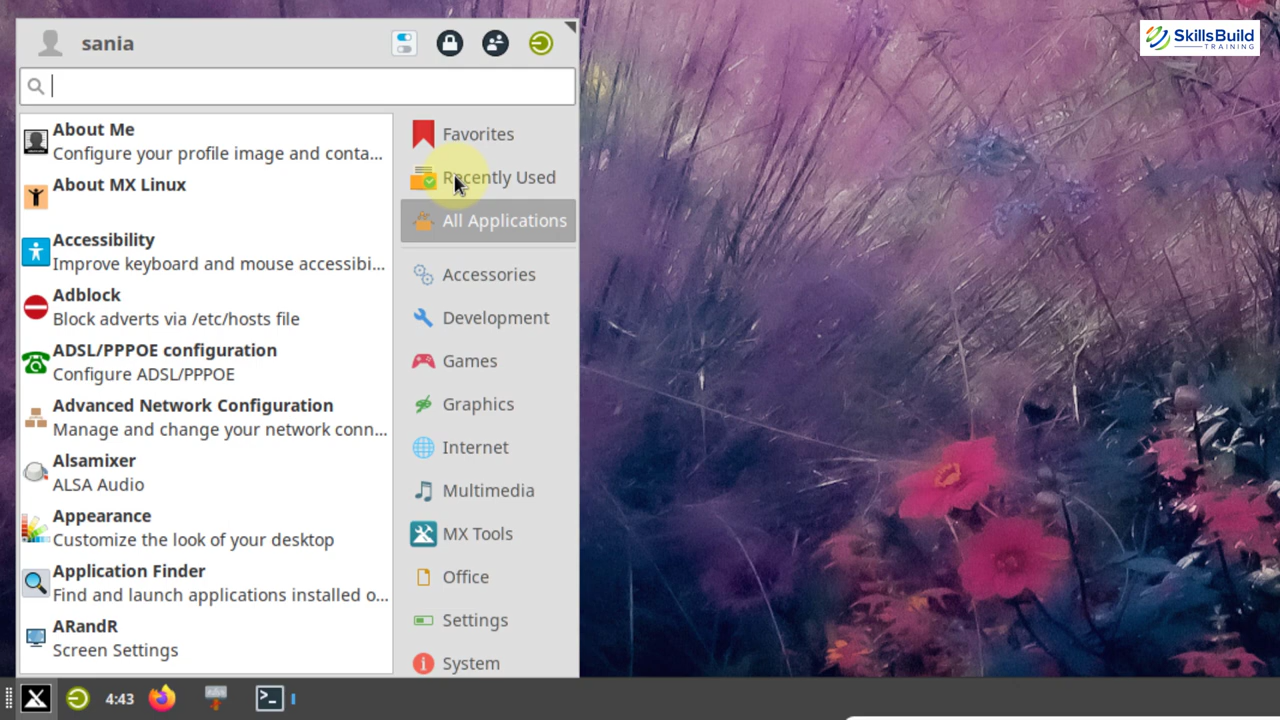 sania
SkillsBuild
TRAINING
About Me
Configure your profile image and conta...
About MX Linux
Accessibility
Improve keyboard and mouse accessibi...
Adblock
Block adverts via /etc/hosts file
ADSL/PPPOE configuration
Configure ADSL/PPPOE
Advanced Network Configuration
Manage and change your network conn...
Alsamixer
ALSA Audio
Appearance
Customize the look of your desktop
Application Finder
Find and launch applications installed o...
ARandR
Screen Settings
Favorites
Recently Used
All Applications
Accessories
Development
Games
Graphics
Internet
Multimedia
MX Tools
Office
Settings
System
4:43